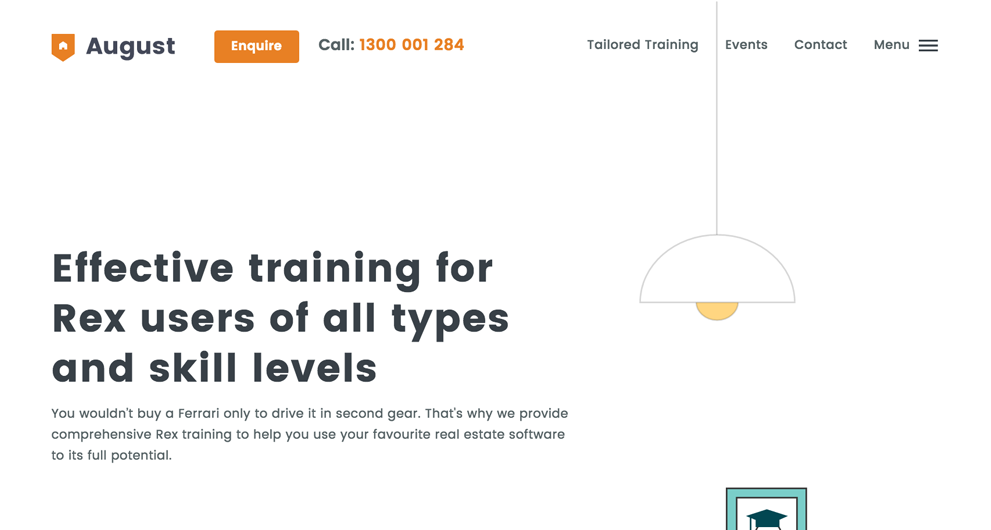 August
Enquire
Call: 1300 001 284
Tailored Training
Events
Contact
Menu
Effective training for
Rex users of all types
and skill levels
You wouldn't buy a Ferrari only to drive it in second gear. That's why we provide
comprehensive Rex training to help you use your favourite real estate software
to its full potential.